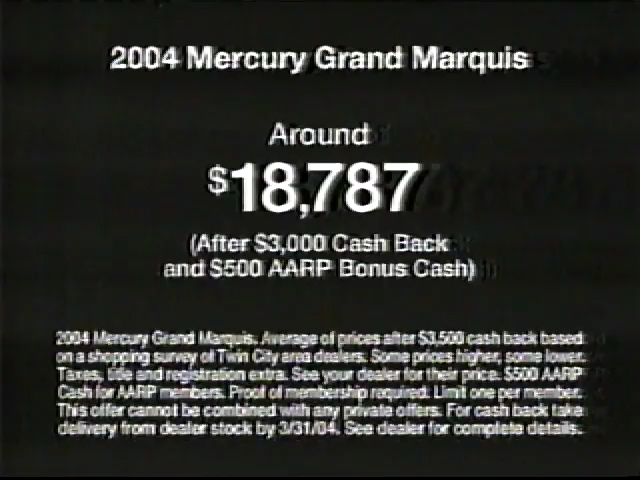 2004 Mercury Grand Marquis
Around
$18,787
(After $3,000 Cash Back
and $500 AARP Bonus Cash)
2004 Mercury Grand Marquis. Average of prices after $3,500 cash back based
on a shopping survey of Twin City area dealers. Some prices higher, some lower.
Taxes, title and registration extra. See your dealer for their price. $500 AARP
Cash for AARP members. Proof of membership required. Limit one per member.
This offer cannot be combined with any private offers. For cash back take
delivery from dealer stock by 3/31/04. See dealer for complete details.